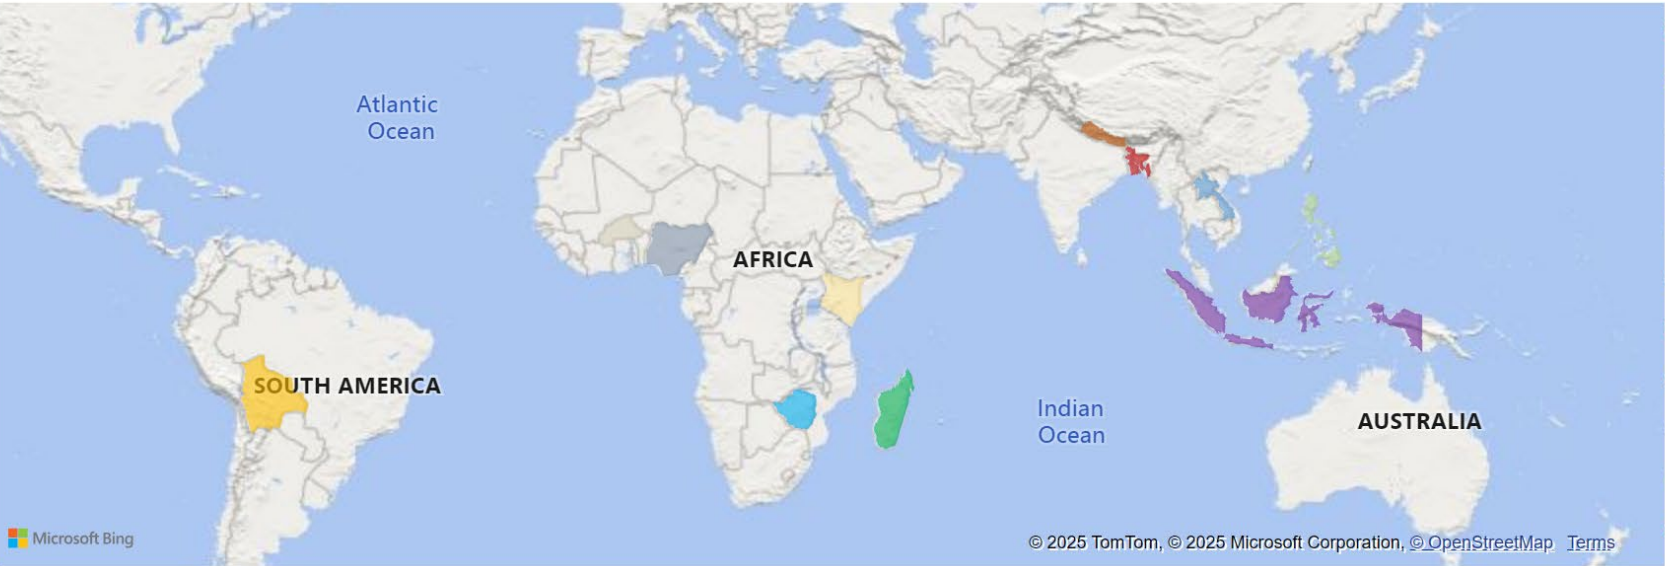 Atlantic
Ocean
AFRICA
SOUTH AMERICA
Indian
Ocean
AUSTRALIA
Microsoft Bing
© 2025 TomTom, © 2025 Microsoft Corporation, © OpenStreetMap Terms